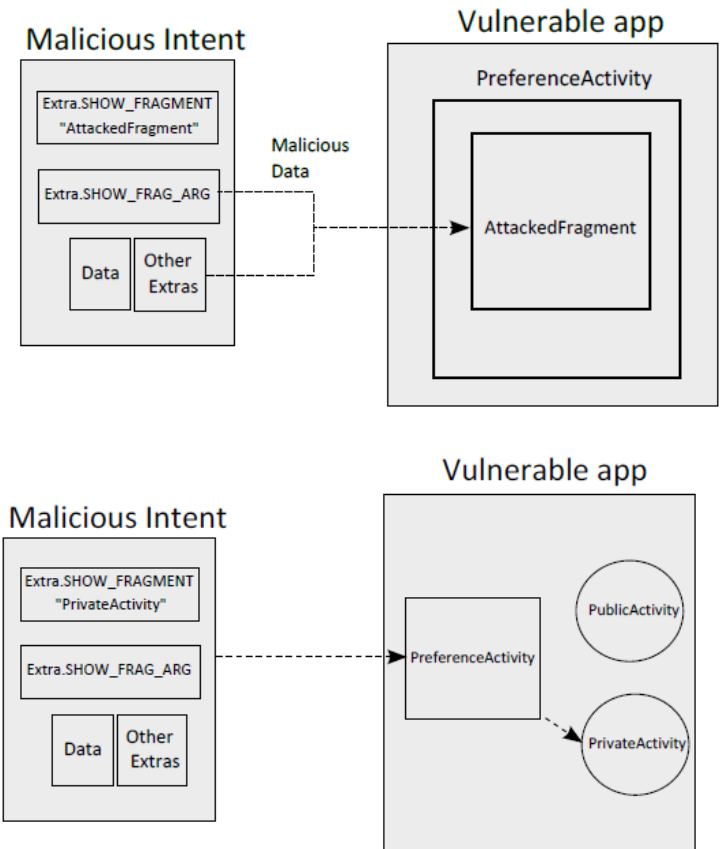 Malicious Intent
Extra.SHOW_FRAGMENT
"AttackedFragment"
Extra.SHOW_FRAG_ARG
Data
Other
Extras
Malicious
Data
Vulnerable app
PreferenceActivity
AttackedFragment
Malicious Intent
Extra.SHOW_FRAGMENT
"PrivateActivity"
Extra.SHOW_FRAG_ARG
Data
Other
Extras
Vulnerable app
PreferenceActivity
PublicActivity
PrivateActivity